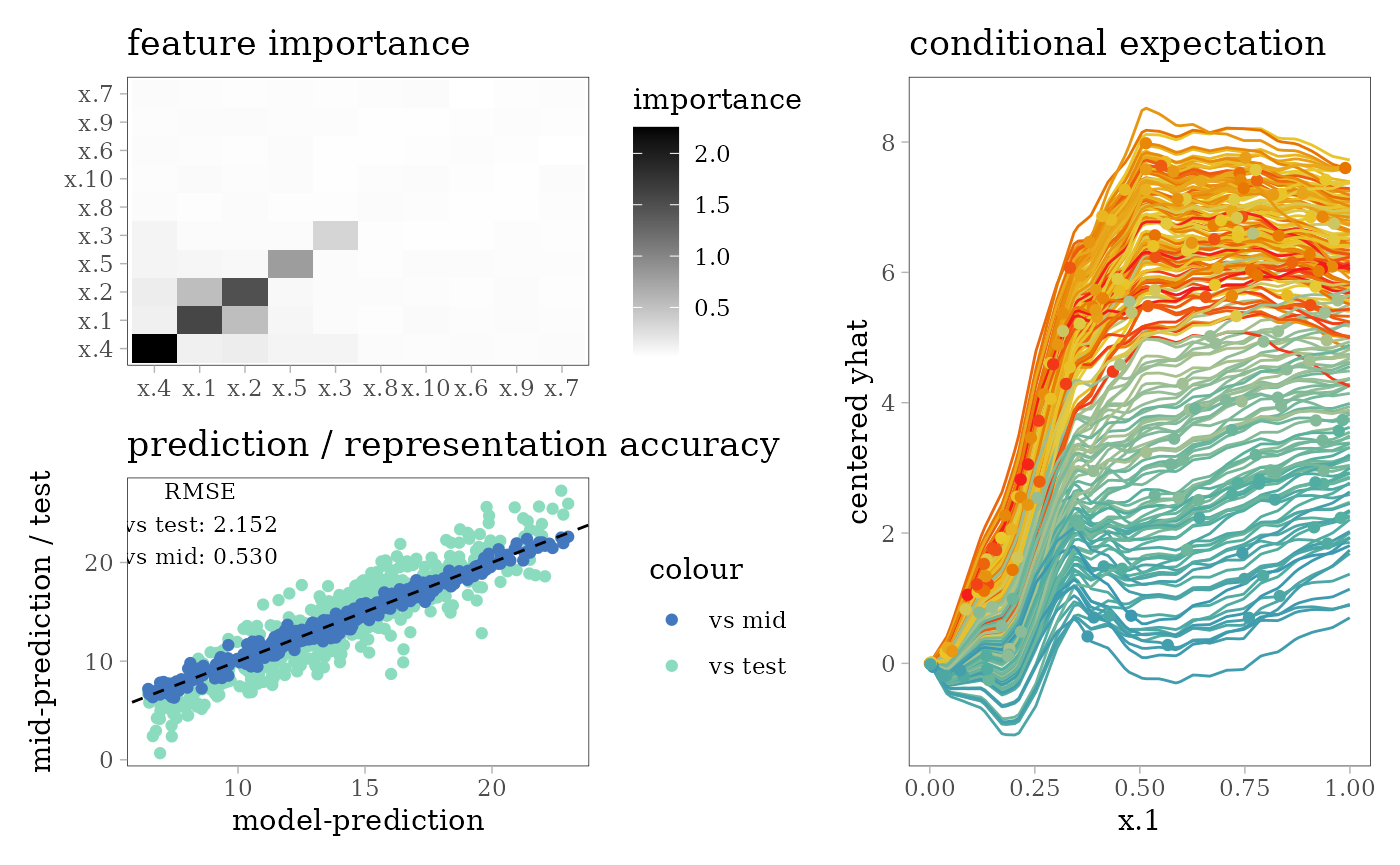 feature importance
x.7
x.9
x.6
x.10
x.8
x.3
x.5
x.2
x.1
x.4
x.4 x.1 x.2 x.5 x.3 x.8 x.10 x.6 x.9 x.7
importance
2.0
1.5
1.0
0.5
prediction / representation accuracy
mid-prediction / test
RMSE
vs test: 2.152
vs mid: 0.530
20
10
0
10 15 20
model-prediction
colour
vs mid
vs test
conditional expectation
centered yhat
8
6
4
2
0
0.00 0.25 0.50 0.75 1.00
x.1